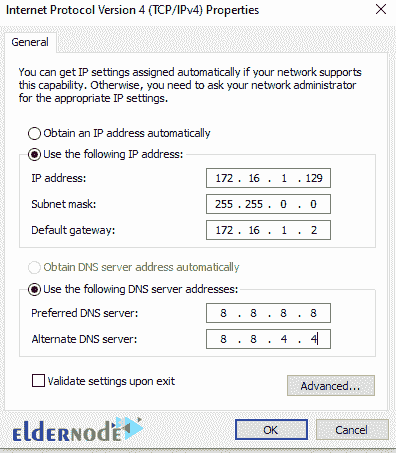 Internet Protocol Version 4 (TCP/IPv4) Properties
General
You can get IP settings assigned automatically if your network supports
this capability. Otherwise, you need to ask your network administrator
for the appropriate IP settings.
Obtain an IP address automatically
Use the following IP address:
IP address: 172 . 16 . 1 . 129
Subnet mask: 255 . 255 . 0 . 0
Default gateway: 172 . 16 . 1 . 2
Obtain DNS server address automatically
Use the following DNS server addresses:
Preferred DNS server: 8 . 8 . 8 . 8
Alternate DNS server: 8 . 8 . 4 . 4
Validate settings upon exit
Advanced...
elderNode
OK Cancel